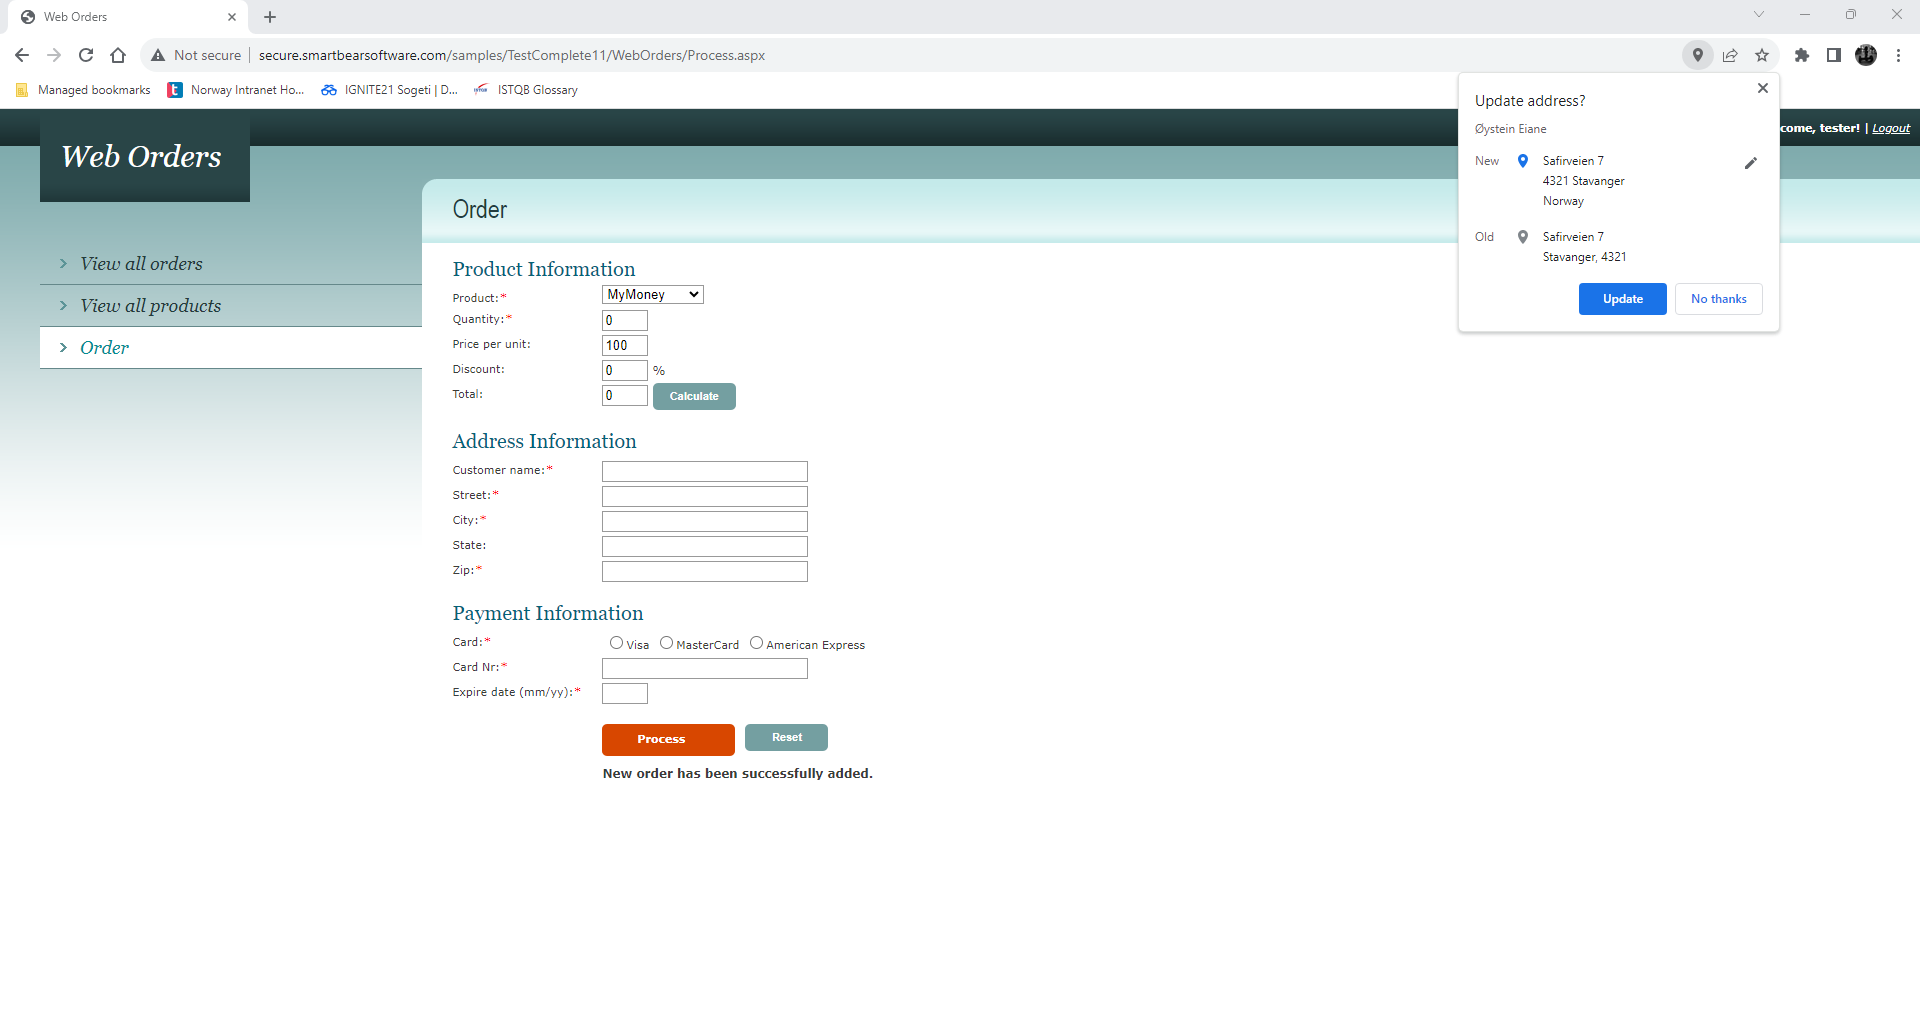 Web Orders
Not secure secure.smartbearsoftware.com/samples/TestComplete11/WebOrders/Process.aspx
Managed bookmarks t Norway Intranet Ho... IGNITE21 Sogeti | D... ISTQB Glossary
Update address?
Øystein Eiane
New Safirveien 7
4321 Stavanger
Norway
Old Safirveien 7
Stavanger, 4321
Update No thanks
come, tester! | Logout
Web Orders
View all orders
View all products
Order
Order
Product Information
Product:* MyMoney
Quantity:* 0
Price per unit: 100
Discount: 0 %
Total: 0 Calculate
Address Information
Customer name:*
Street:*
City:*
State:
Zip:*
Payment Information
Card:* Visa MasterCard American Express
Card Nr:*
Expire date (mm/yy):*
Process Reset
New order has been successfully added.